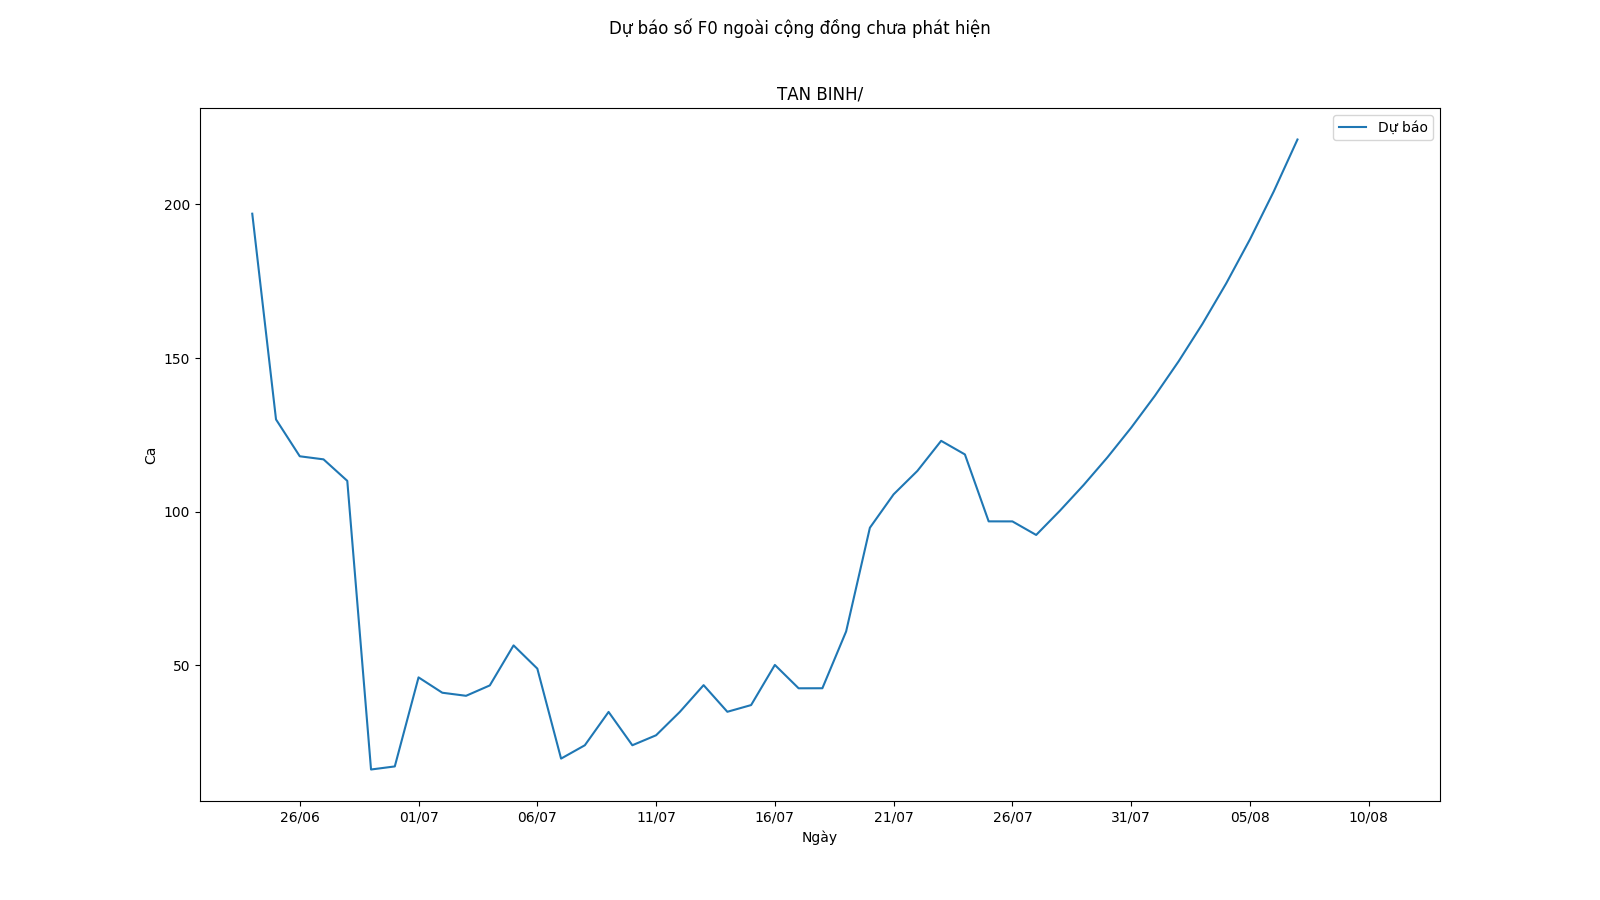 Dự báo số F0 ngoài cộng đồng chưa phát hiện
TAN BINH/
Dự báo
200
150
100
50
Ca
26/06 01/07 06/07 11/07 16/07 21/07 26/07 31/07 05/08 10/08
Ngày